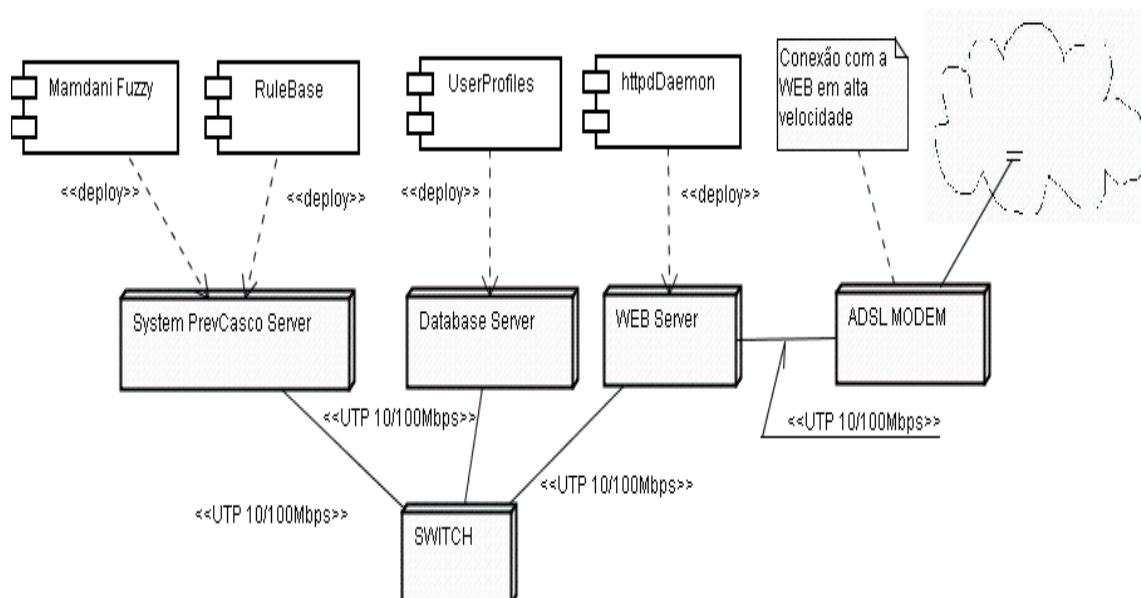 Mamdani Fuzzy
RuleBase
UserProfiles
httpdDaemon
Conexão com a
WEB em alta
velocidade
<<deploy>>
<<deploy>>
<<deploy>>
<<deploy>>
System PrevCasco Server
Database Server
WEB Server
ADSL MODEM
<<UTP 10/100Mbps>>
<<UTP 10/100Mbps>>
<<UTP 10/100Mbps>>
<<UTP 10/100Mbps>>
SWITCH